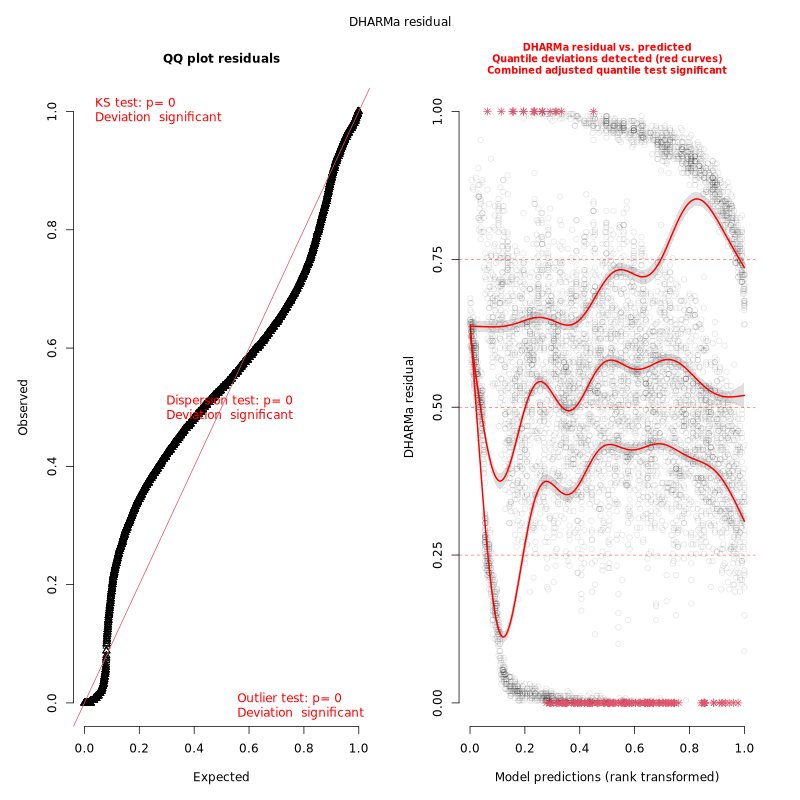 DHARMa residual
QQ plot residuals
KS test: p= 0
Deviation significant
Dispersion test: p= 0
Deviation significant
Outlier test: p= 0
Deviation significant
Observed
0.0
0.2
0.4
0.6
0.8
1.0
0.0
0.2
0.4
0.6
0.8
1.0
Expected
DHARMa residual vs. predicted
Quantile deviations detected (red curves)
Combined adjusted quantile test significant
DHARMa residual
0.00
0.25
0.50
0.75
1.00
0.0
0.2
0.4
0.6
0.8
1.0
Model predictions (rank transformed)